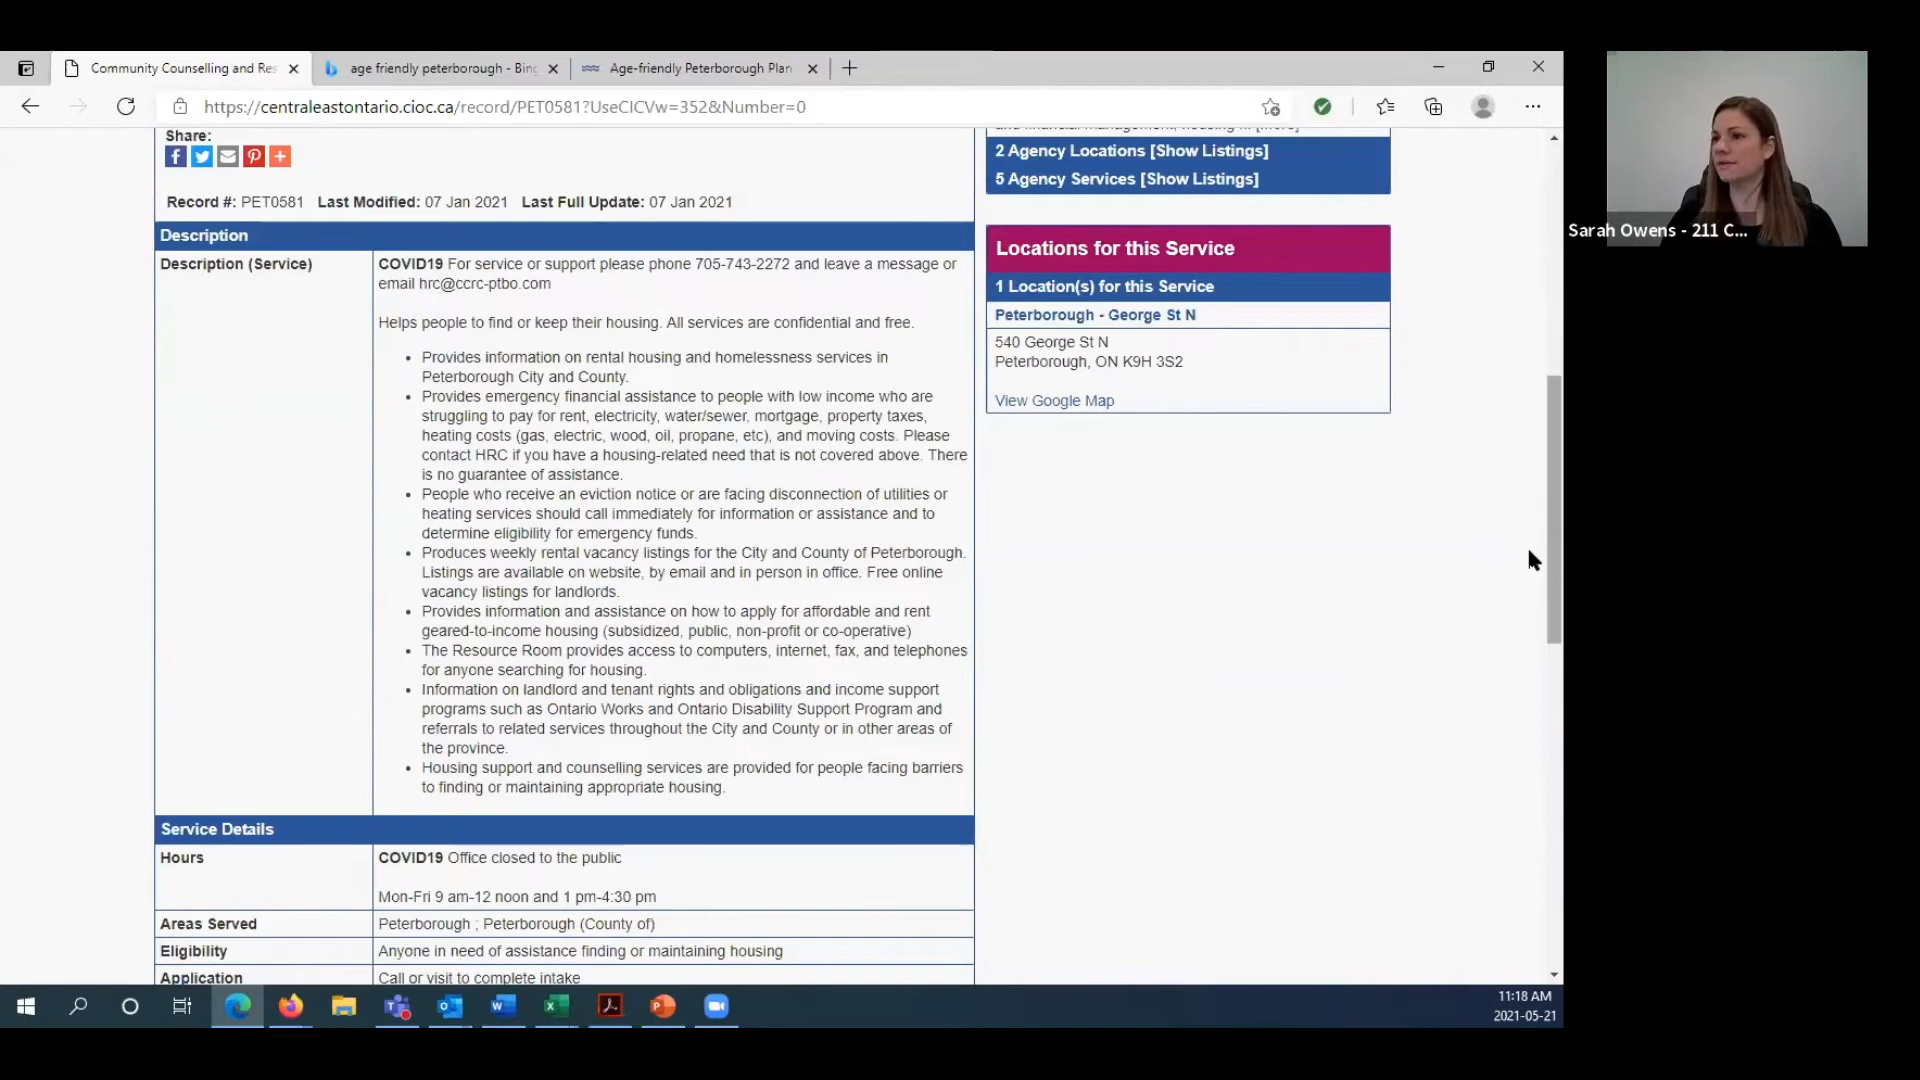 Community Counselling and Res
age friendly peterborough - Bing
Age-friendly Peterborough Plan
https://centraleastontario.cioc.ca/record/PET0581?UseCICVw=352&Number=0
Share:
Record #: PET0581 Last Modified: 07 Jan 2021 Last Full Update: 07 Jan 2021
Description
Description (Service)
COVID19 For service or support please phone 705-743-2272 and leave a message or
email hrc@ccrc-ptbo.com
Helps people to find or keep their housing. All services are confidential and free.
• Provides information on rental housing and homelessness services in
Peterborough City and County.
• Provides emergency financial assistance to people with low income who are
struggling to pay for rent, electricity, water/sewer, mortgage, property taxes,
heating costs (gas, electric, wood, oil, propane, etc), and moving costs. Please
contact HRC if you have a housing-related need that is not covered above. There
is no guarantee of assistance.
• People who receive an eviction notice or are facing disconnection of utilities or
heating services should call immediately for information or assistance and to
determine eligibility for emergency funds.
• Produces weekly rental vacancy listings for the City and County of Peterborough.
Listings are available on website, by email and in person in office. Free online
vacancy listings for landlords.
• Provides information and assistance on how to apply for affordable and rent
geared-to-income housing (subsidized, public, non-profit or co-operative)
• The Resource Room provides access to computers, internet, fax, and telephones
for anyone searching for housing.
• Information on landlord and tenant rights and obligations and income support
programs such as Ontario Works and Ontario Disability Support Program and
referrals to related services throughout the City and County or in other areas of
the province.
• Housing support and counselling services are provided for people facing barriers
to finding or maintaining appropriate housing.
Service Details
Hours
COVID19 Office closed to the public
Mon-Fri 9 am-12 noon and 1 pm-4:30 pm
Areas Served
Peterborough ; Peterborough (County of)
Eligibility
Anyone in need of assistance finding or maintaining housing
Application
Call or visit to complete intake
and financial management, housing ... [More]
2 Agency Locations [Show Listings]
5 Agency Services [Show Listings]
Locations for this Service
1 Location(s) for this Service
Peterborough - George St N
540 George St N
Peterborough, ON K9H 3S2
View Google Map
Sarah Owens - 211 C...
11:18 AM
2021-05-21